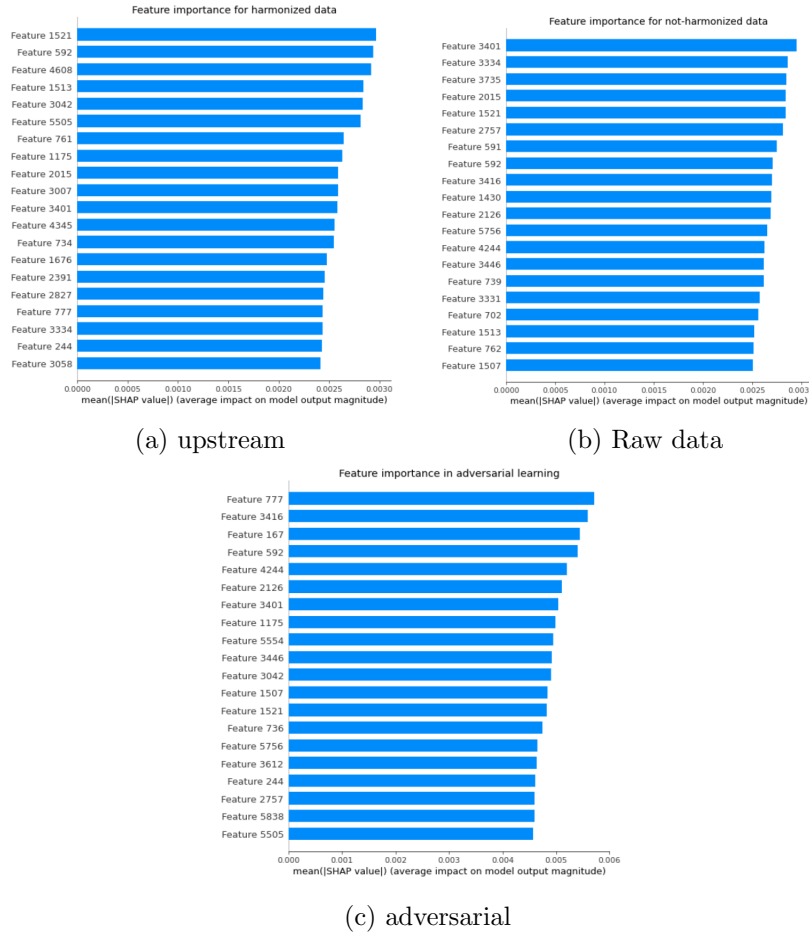 Feature importance for harmonized data
Feature 1521
Feature 592
Feature 4608
Feature 1513
Feature 3042
Feature 5505
Feature 761
Feature 1175
Feature 2015
Feature 3007
Feature 3401
Feature 4345
Feature 734
Feature 1676
Feature 2391
Feature 2827
Feature 777
Feature 3334
Feature 244
Feature 3058
0.0000 0.0005 0.0010 0.0015 0.0020 0.0025 0.0030
mean(|SHAP value|) (average impact on model output magnitude)
(a) upstream
Feature importance for not-harmonized data
Feature 3401
Feature 3334
Feature 3735
Feature 2015
Feature 1521
Feature 2757
Feature 591
Feature 592
Feature 3416
Feature 1430
Feature 2126
Feature 5756
Feature 4244
Feature 3446
Feature 739
Feature 3331
Feature 702
Feature 1513
Feature 762
Feature 1507
0.0000 0.0005 0.0010 0.0015 0.0020 0.0025 0.003
mean(|SHAP value|) (average impact on model output magnitude)
(b) Raw data
Feature importance in adversarial learning
Feature 777
Feature 3416
Feature 167
Feature 592
Feature 4244
Feature 2126
Feature 3401
Feature 1175
Feature 5554
Feature 3446
Feature 3042
Feature 1507
Feature 1521
Feature 736
Feature 5756
Feature 3612
Feature 244
Feature 2757
Feature 5838
Feature 5505
0.000 0.001 0.002 0.003 0.004 0.005 0.006
mean(|SHAP value|) (average impact on model output magnitude)
(c) adversarial